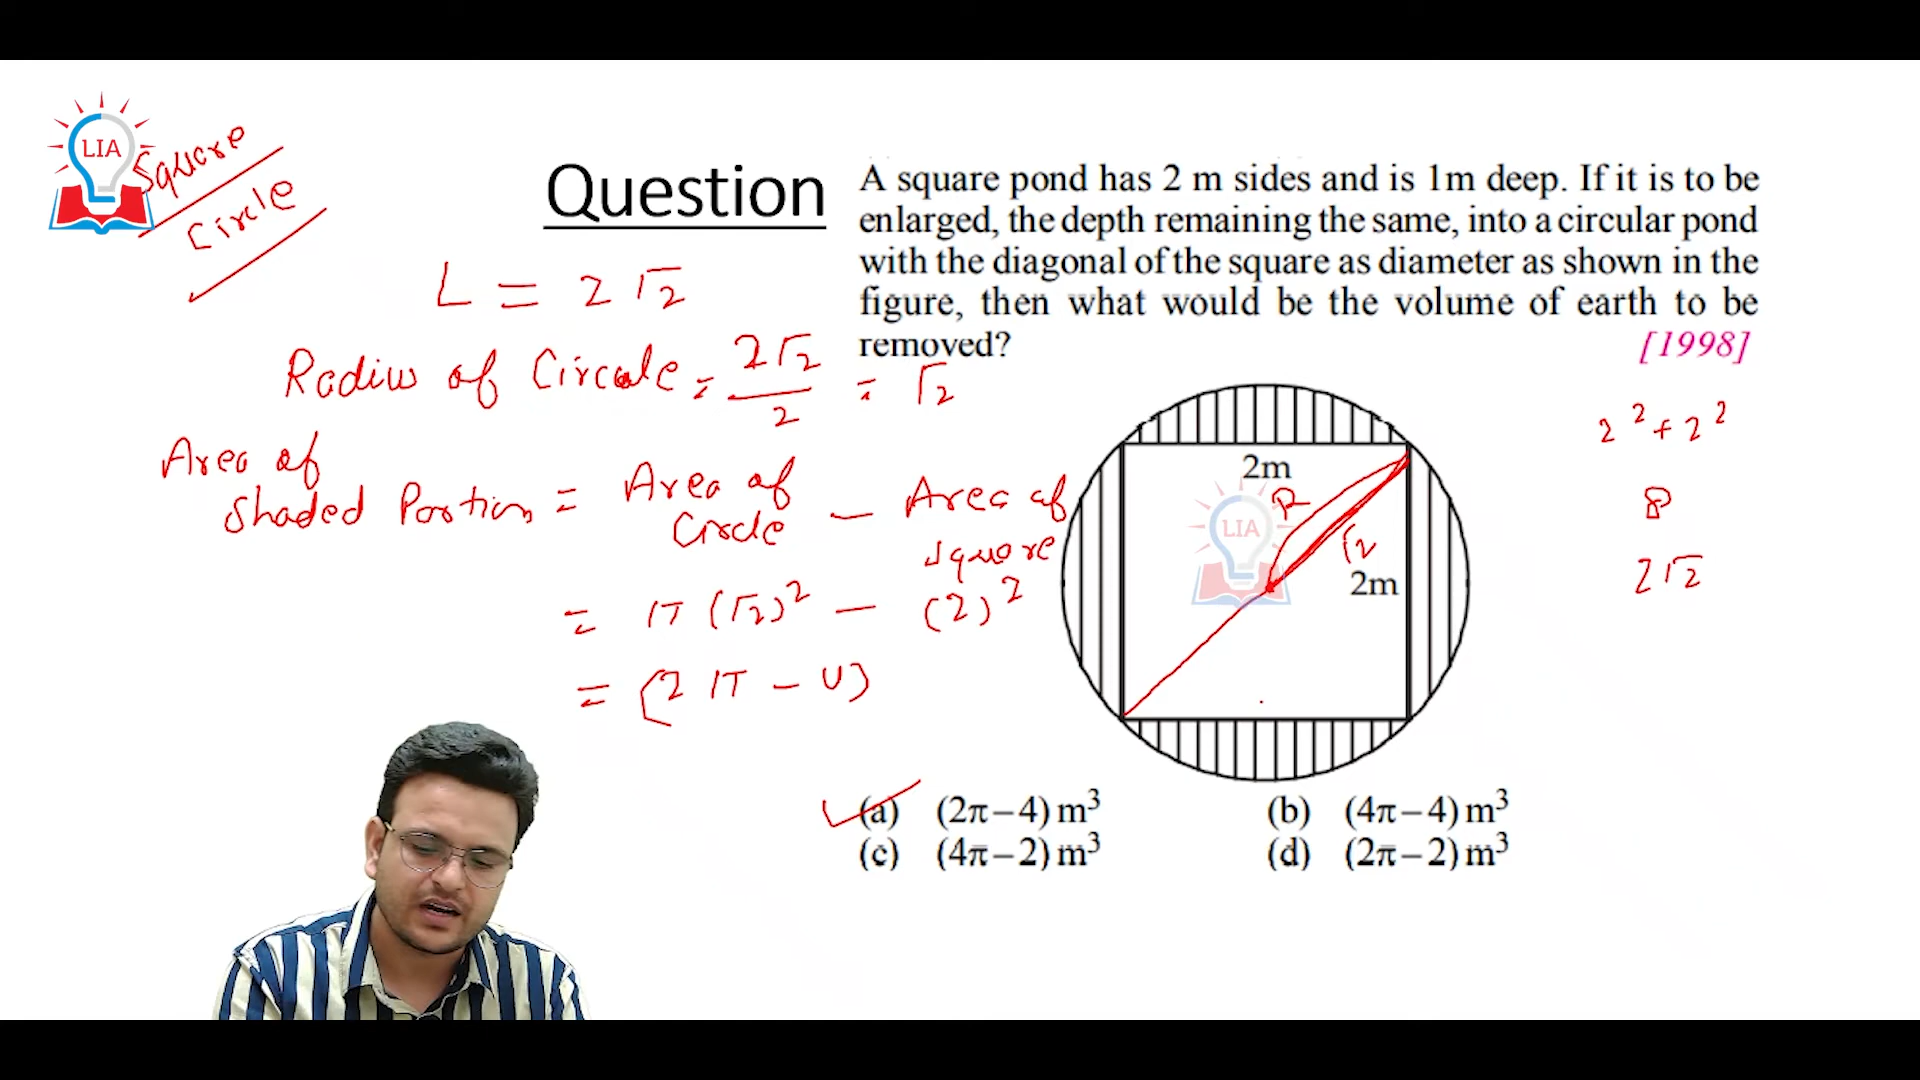 LIA
Square
Circle
Question
A square pond has 2 m sides and is 1m deep. If it is to be
enlarged, the depth remaining the same, into a circular pond
with the diagonal of the square as diameter as shown in the
figure, then what would be the volume of earth to be
removed?
[1998]
L = 2√2
Radius of Circle = 2√2/2 = √2
Area of
Shaded Portion = Area of Circle − Area of square
= π(√2)² − (2)²
= (2π − 4)
2m
LIA
R
√2
2m
2² + 2²
8
2√2
(a) (2π – 4) m³ (b) (4π – 4) m³
(c) (4π – 2) m³ (d) (2π – 2) m³